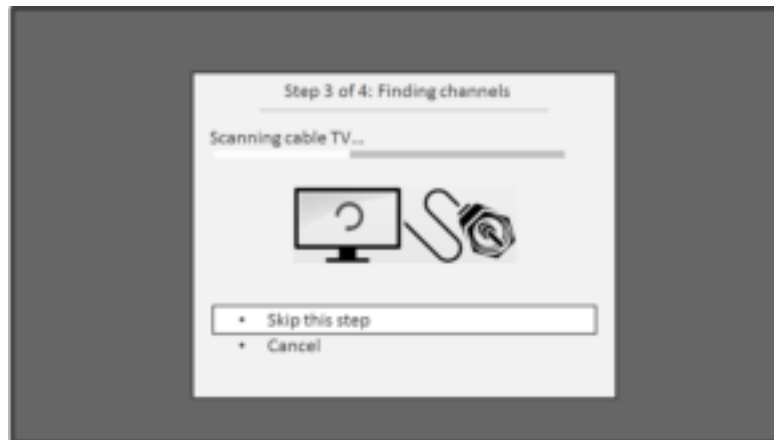 Step 3 of 4: Finding channels
Scanning cable TV...
• Skip this step
• Cancel